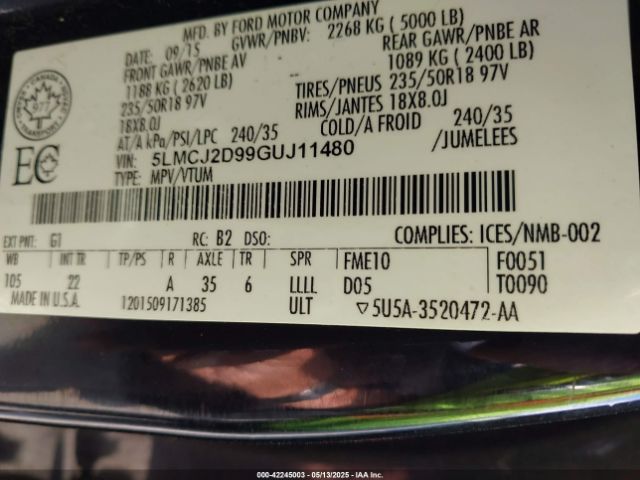 MFD. BY FORD MOTOR COMPANY
DATE: 09/15 GVWR/PNBV: 2268 KG ( 5000 LB)
FRONT GAWR/PNBE AV REAR GAWR/PNBE AR
1188 KG ( 2620 LB) 1089 KG ( 2400 LB)
235/50R18 97V TIRES/PNEUS 235/50R18 97V
18X8.0J RIMS/JANTES 18X8.0J
AT/A kPa/PSI/LPC 240/35 COLD/A FROID 240/35
VIN: 5LMCJ2D99GUJ11480 /JUMELEES
TYPE: MPV/VTUM
CANADA
977
TRANSPORT
EC
EXT PNT: G1 RC: B2 DSO: COMPLIES: ICES/NMB-002
WB INT TR TP/PS R AXLE TR SPR FME10 F0051
105 22 A 35 6 LLLL D05 T0090
MADE IN U.S.A. 1201509171385 ULT ▽5U5A-3520472-AA
000-42245003 - 05/13/2025 - IAA Inc.